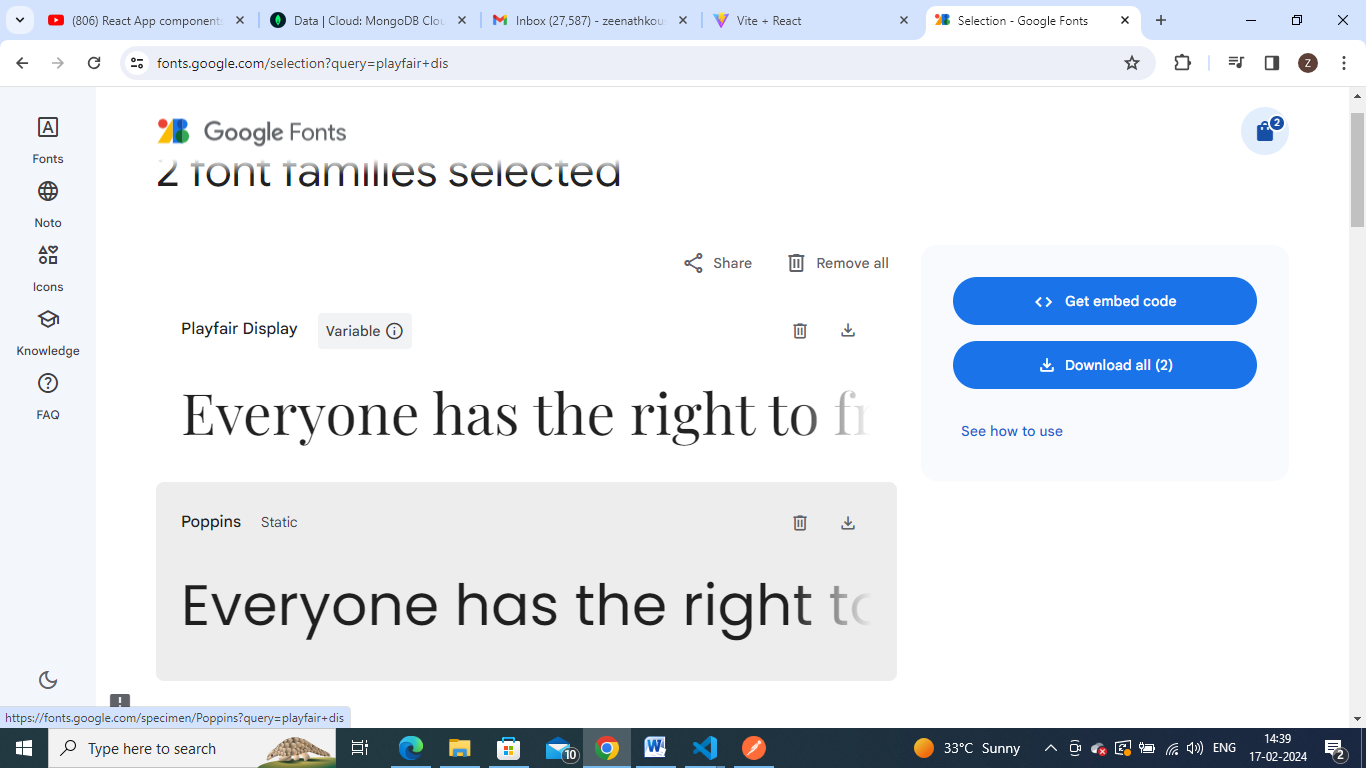 (806) React App component
Data | Cloud: MongoDB Clou
Inbox (27,587) - zeenathkou
Vite + React
Selection - Google Fonts
fonts.google.com/selection?query=playfair+dis
Z
Google Fonts
2
2 font families selected
Fonts
Noto
Icons
Knowledge
FAQ
Share
Remove all
Get embed code
Download all (2)
See how to use
Playfair Display
Variable
Everyone has the right to fr
Poppins
Static
Everyone has the right to
https://fonts.google.com/specimen/Poppins?query=playfair+dis
Type here to search
10
33°C Sunny
ENG
14:39
17-02-2024
2